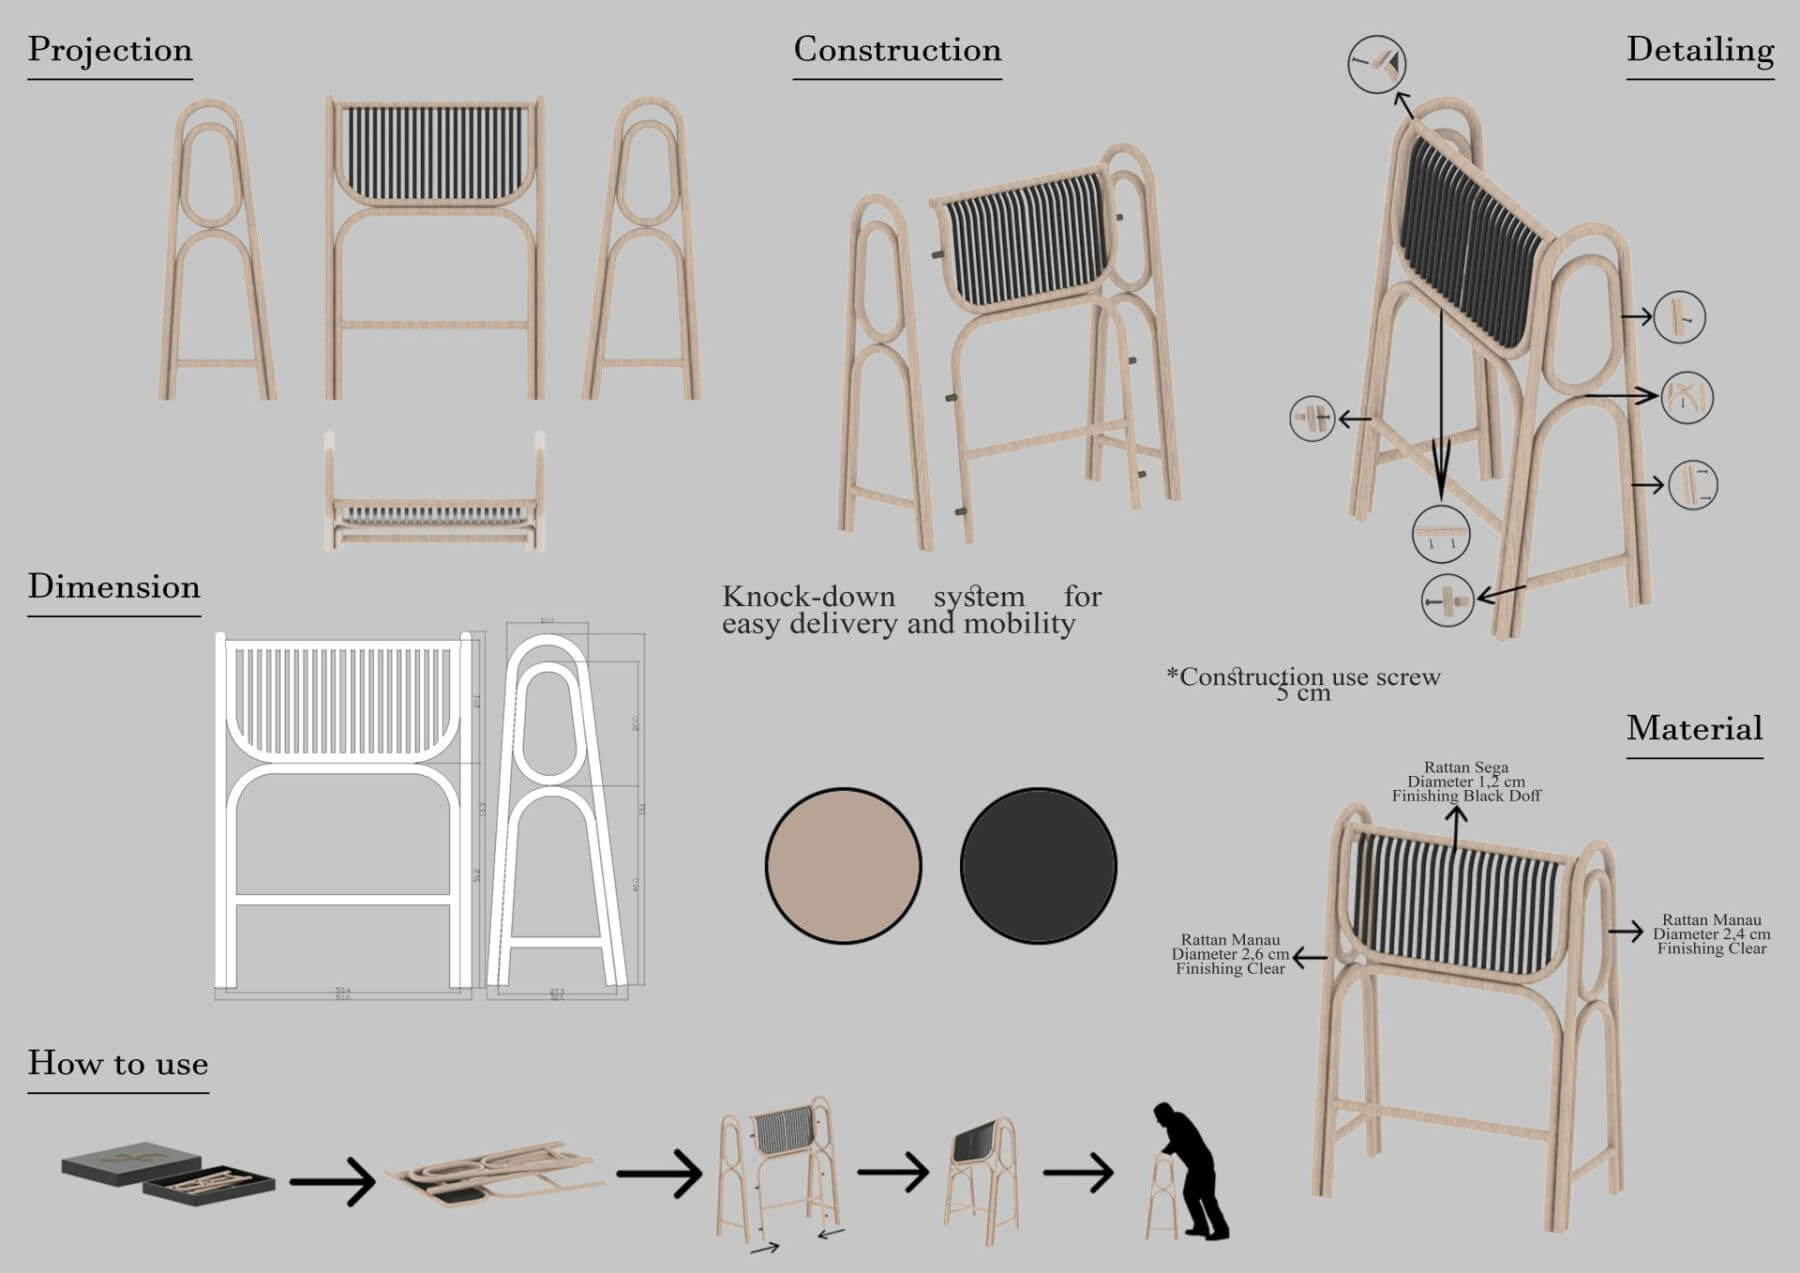 Projection
Construction
Detailing
Dimension
Knock-down system for
easy delivery and mobility
*Construction use screw
5 cm
Material
Rattan Sega
Diameter 1,2 cm
Finishing Black Doff
Rattan Manau
Diameter 2,6 cm
Finishing Clear
Rattan Manau
Diameter 2,4 cm
Finishing Clear
How to use